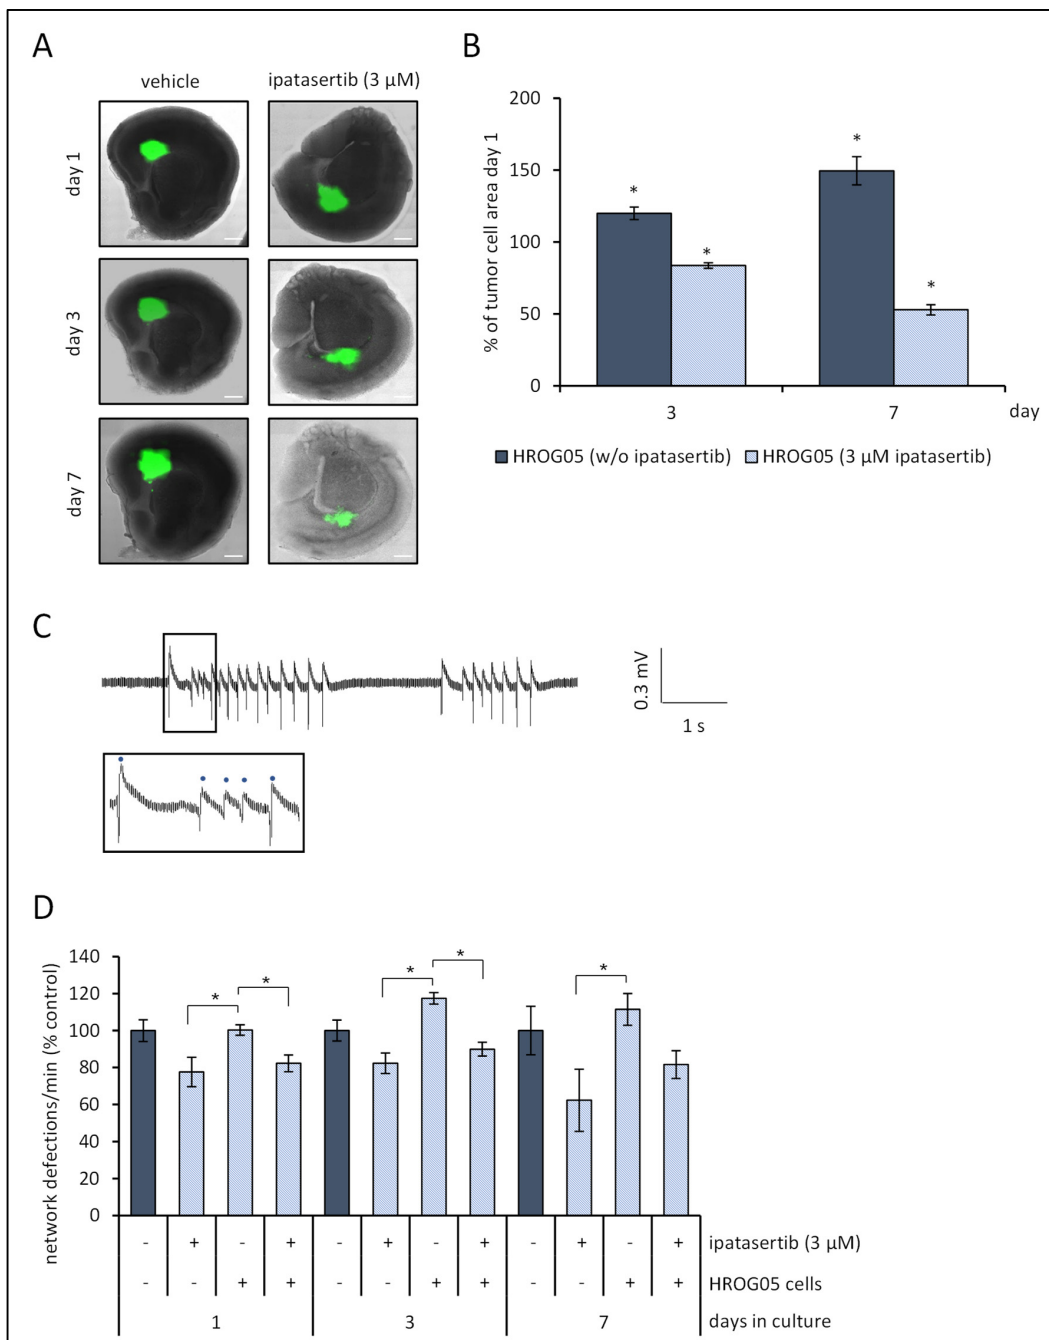 A
vehicle
ipatasertib (3 µM)
day 1
day 3
day 7
B
% of tumor cell area day 1
200
150
100
50
0
*
*
*
*
3
7
day
HROG05 (w/o ipatasertib)
HROG05 (3 µM ipatasertib)
C
0.3 mV
1 s
D
network defections/min (% control)
140
120
100
80
60
40
20
0
*
*
*
*
*
- + - + - + - + - + - + ipatasertib (3 µM)
- - + + - - + + - - + + HROG05 cells
1 3 7 days in culture